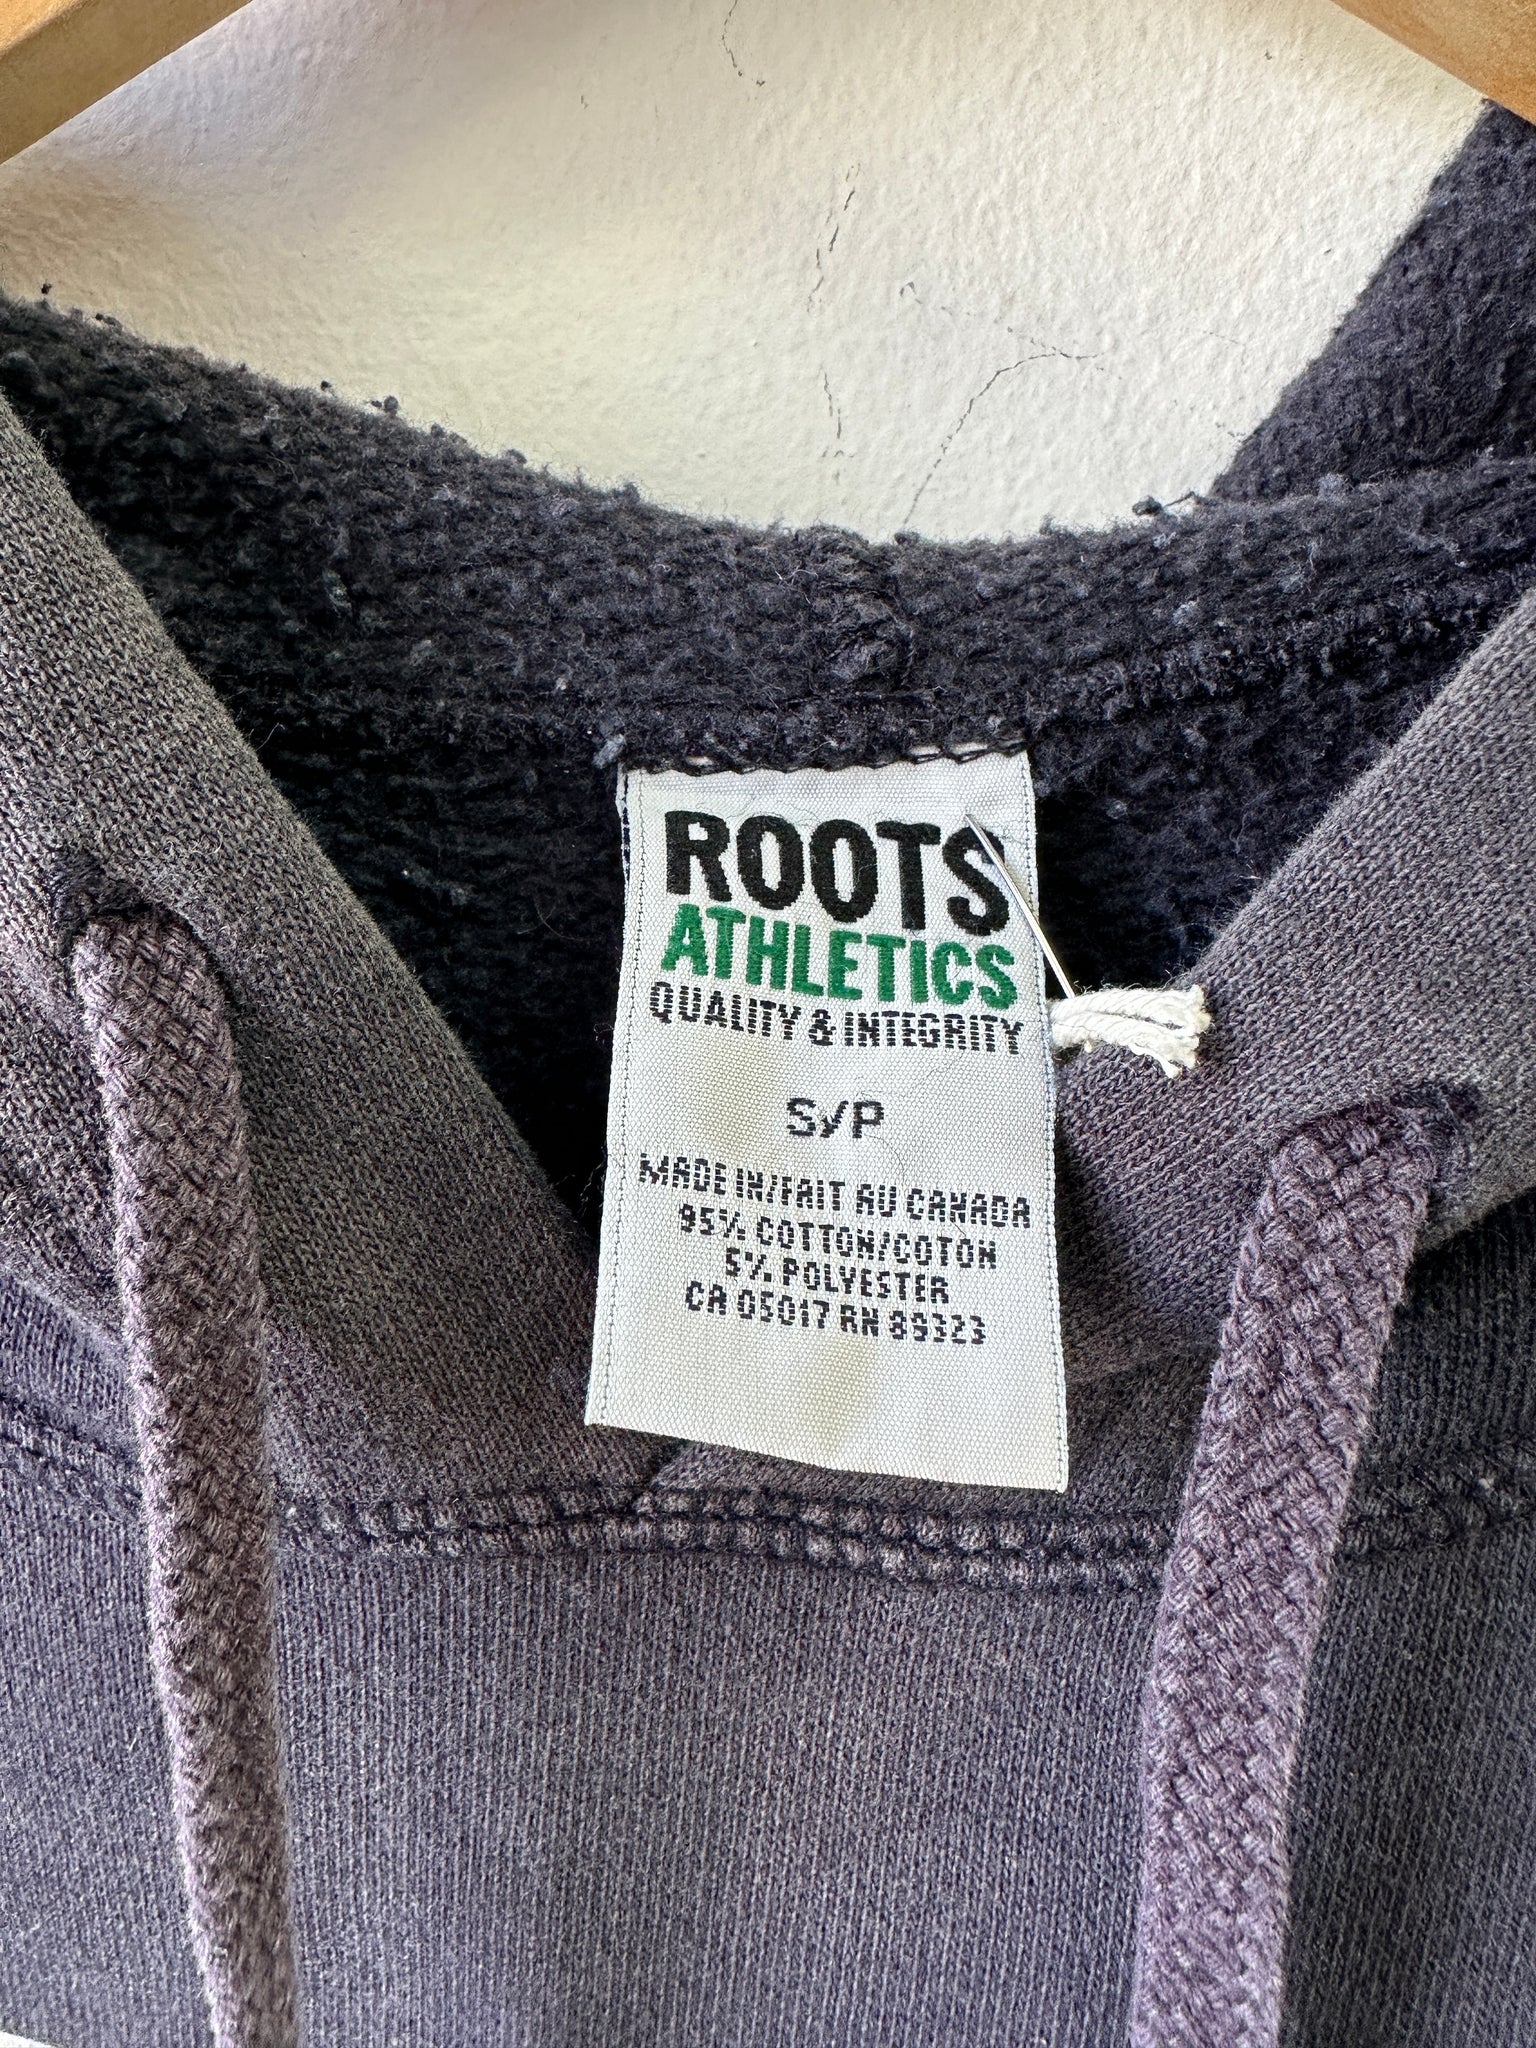 ROOTS
ATHLETICS
QUALITY & INTEGRITY
S/P
MADE IN/FAIT AU CANADA
95% COTTON/COTON
5% POLYESTER
CA 05017 RN 89323